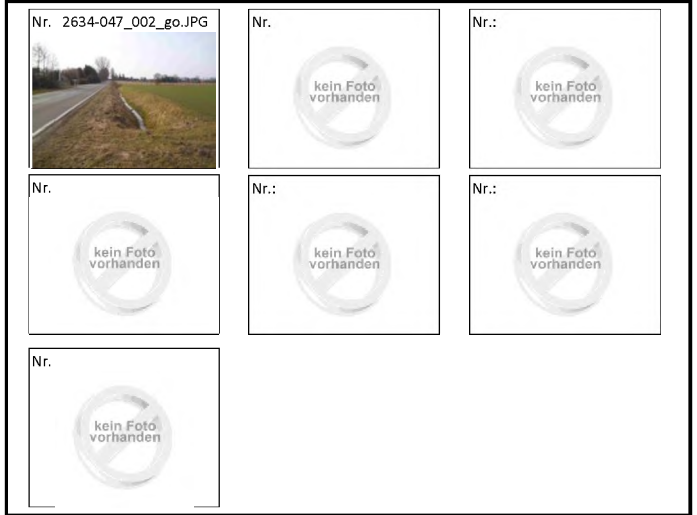 Nr. 2634-047_002_go.JPG
Nr.
Nr.:
kein Foto
vorhanden
kein Foto
vorhanden
Nr.
Nr.:
Nr.:
kein Foto
vorhanden
kein Foto
vorhanden
kein Foto
vorhanden
Nr.
kein Foto
vorhanden